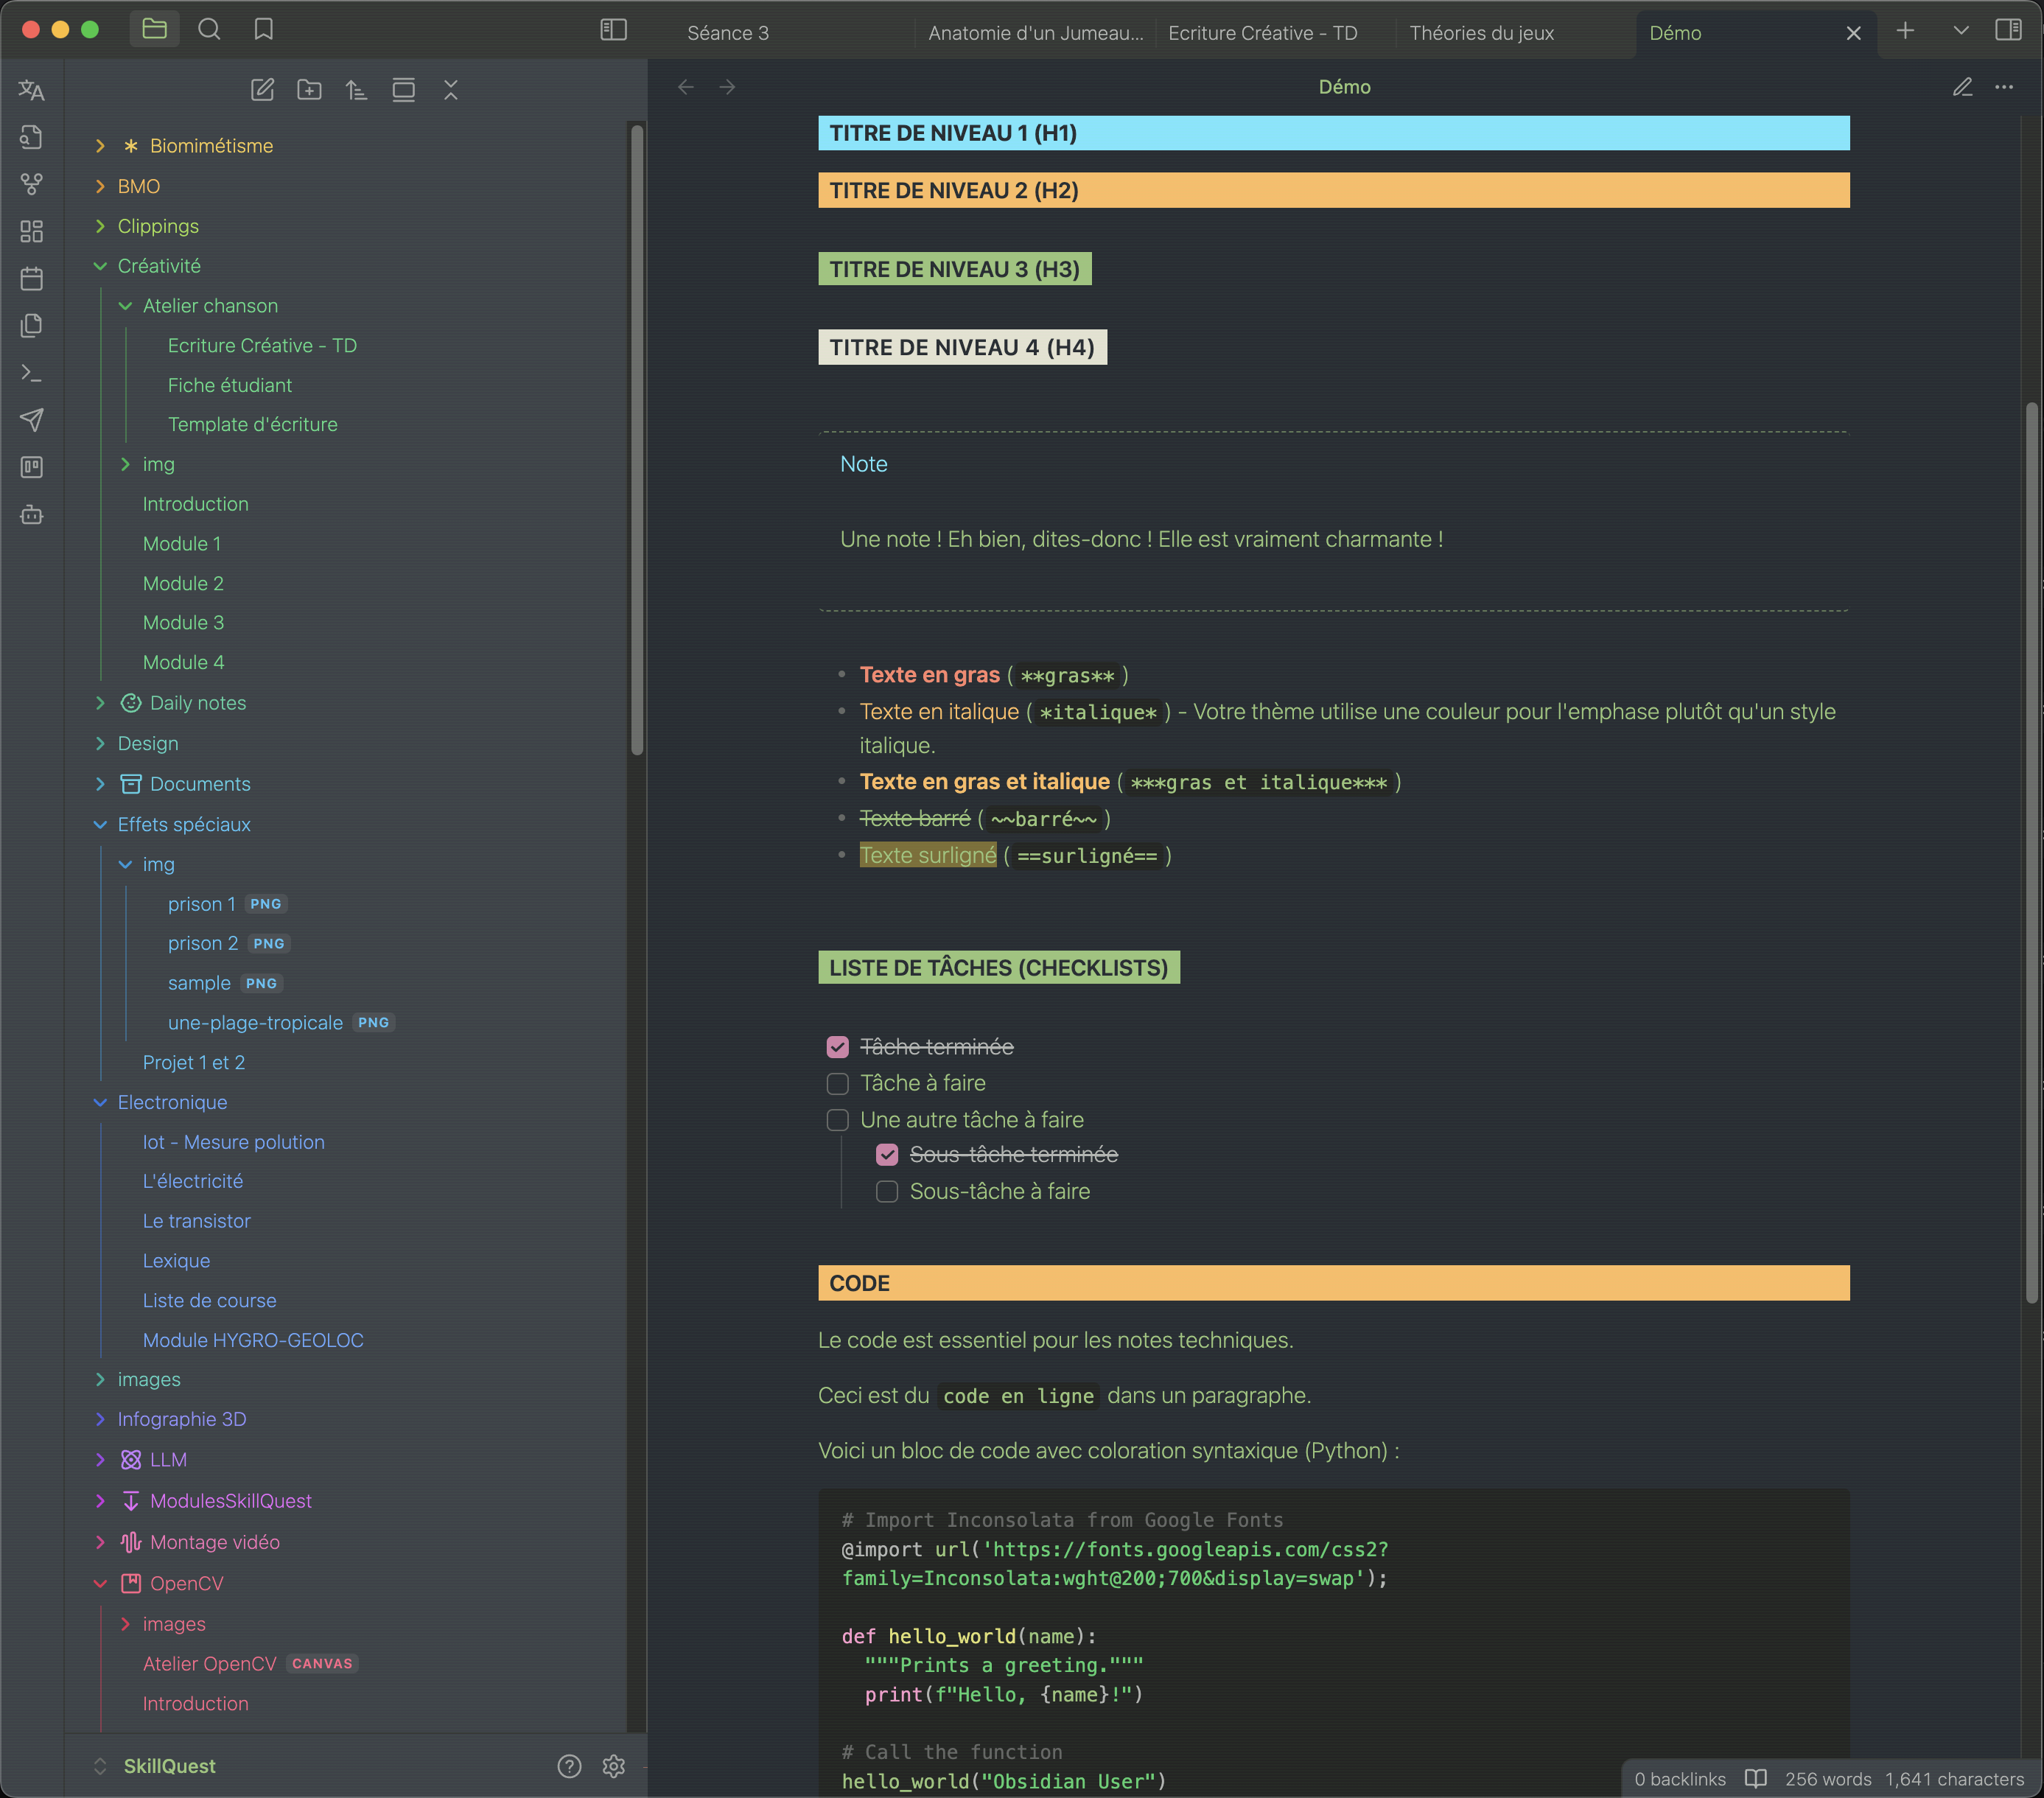 Séance 3
Anatomie d'un Jumeau...
Ecriture Créative - TD
Théories du jeux
Démo
Biomimétisme
BMO
Clippings
Créativité
Atelier chanson
Ecriture Créative - TD
Fiche étudiant
Template d'écriture
img
Introduction
Module 1
Module 2
Module 3
Module 4
Daily notes
Design
Documents
Effets spéciaux
img
prison 1 PNG
prison 2 PNG
sample PNG
une-plage-tropicale PNG
Projet 1 et 2
Electronique
Iot - Mesure polution
L'électricité
Le transistor
Lexique
Liste de course
Module HYGRO-GEOLOC
images
Infographie 3D
LLM
ModulesSkillQuest
Montage vidéo
OpenCV
images
Atelier OpenCV CANVAS
Introduction
SkillQuest
Démo
TITRE DE NIVEAU 1 (H1)
TITRE DE NIVEAU 2 (H2)
TITRE DE NIVEAU 3 (H3)
TITRE DE NIVEAU 4 (H4)
Note
Une note ! Eh bien, dites-donc ! Elle est vraiment charmante !
Texte en gras ( **gras** )
Texte en italique ( *italique* ) - Votre thème utilise une couleur pour l'emphase plutôt qu'un style
italique.
Texte en gras et italique ( ***gras et italique*** )
Texte barré ( ~~barré~~ )
Texte surligné ( ==surligné== )
LISTE DE TÂCHES (CHECKLISTS)
Tâche terminée
Tâche à faire
Une autre tâche à faire
Sous-tâche terminée
Sous-tâche à faire
CODE
Le code est essentiel pour les notes techniques.
Ceci est du code en ligne dans un paragraphe.
Voici un bloc de code avec coloration syntaxique (Python) :
# Import Inconsolata from Google Fonts
@import url('https://fonts.googleapis.com/css2?
family=Inconsolata:wght@200;700&display=swap');
def hello_world(name):
"""Prints a greeting."""
print(f"Hello, {name}!")
# Call the function
hello_world("Obsidian User")
0 backlinks 256 words 1,641 characters